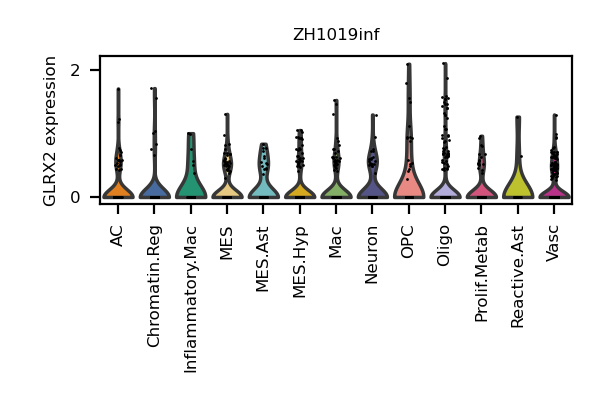 ZH1019inf
GLRX2 expression
2
0
AC
Chromatin.Reg
Inflammatory.Mac
MES
MES.Ast
MES.Hyp
Mac
Neuron
OPC
Oligo
Prolif.Metab
Reactive.Ast
Vasc